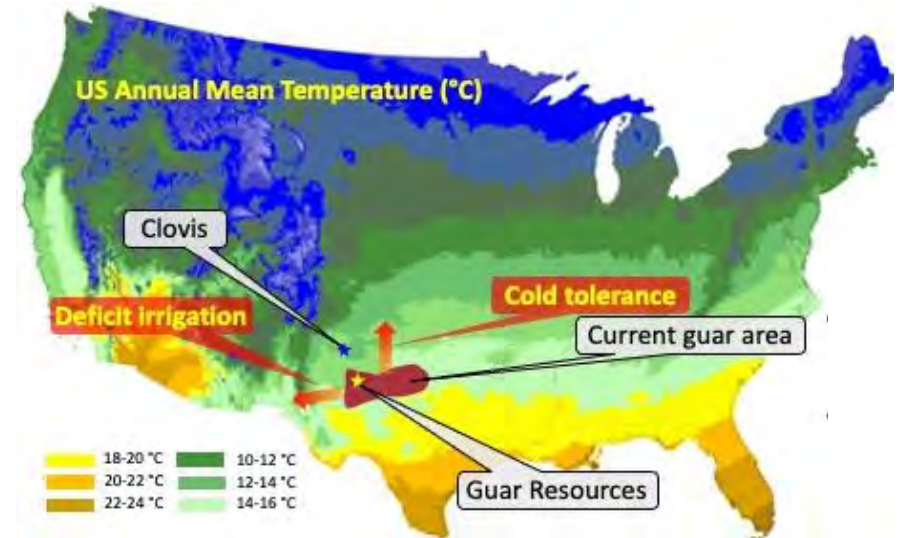 US Annual Mean Temperature (°C)
Clovis
Cold tolerance
Deficit irrigation
Current guar area
18-20 °C
10-12 °C
20-22 °C
12-14 °C
22-24 °C
14-16 °C
Guar Resources